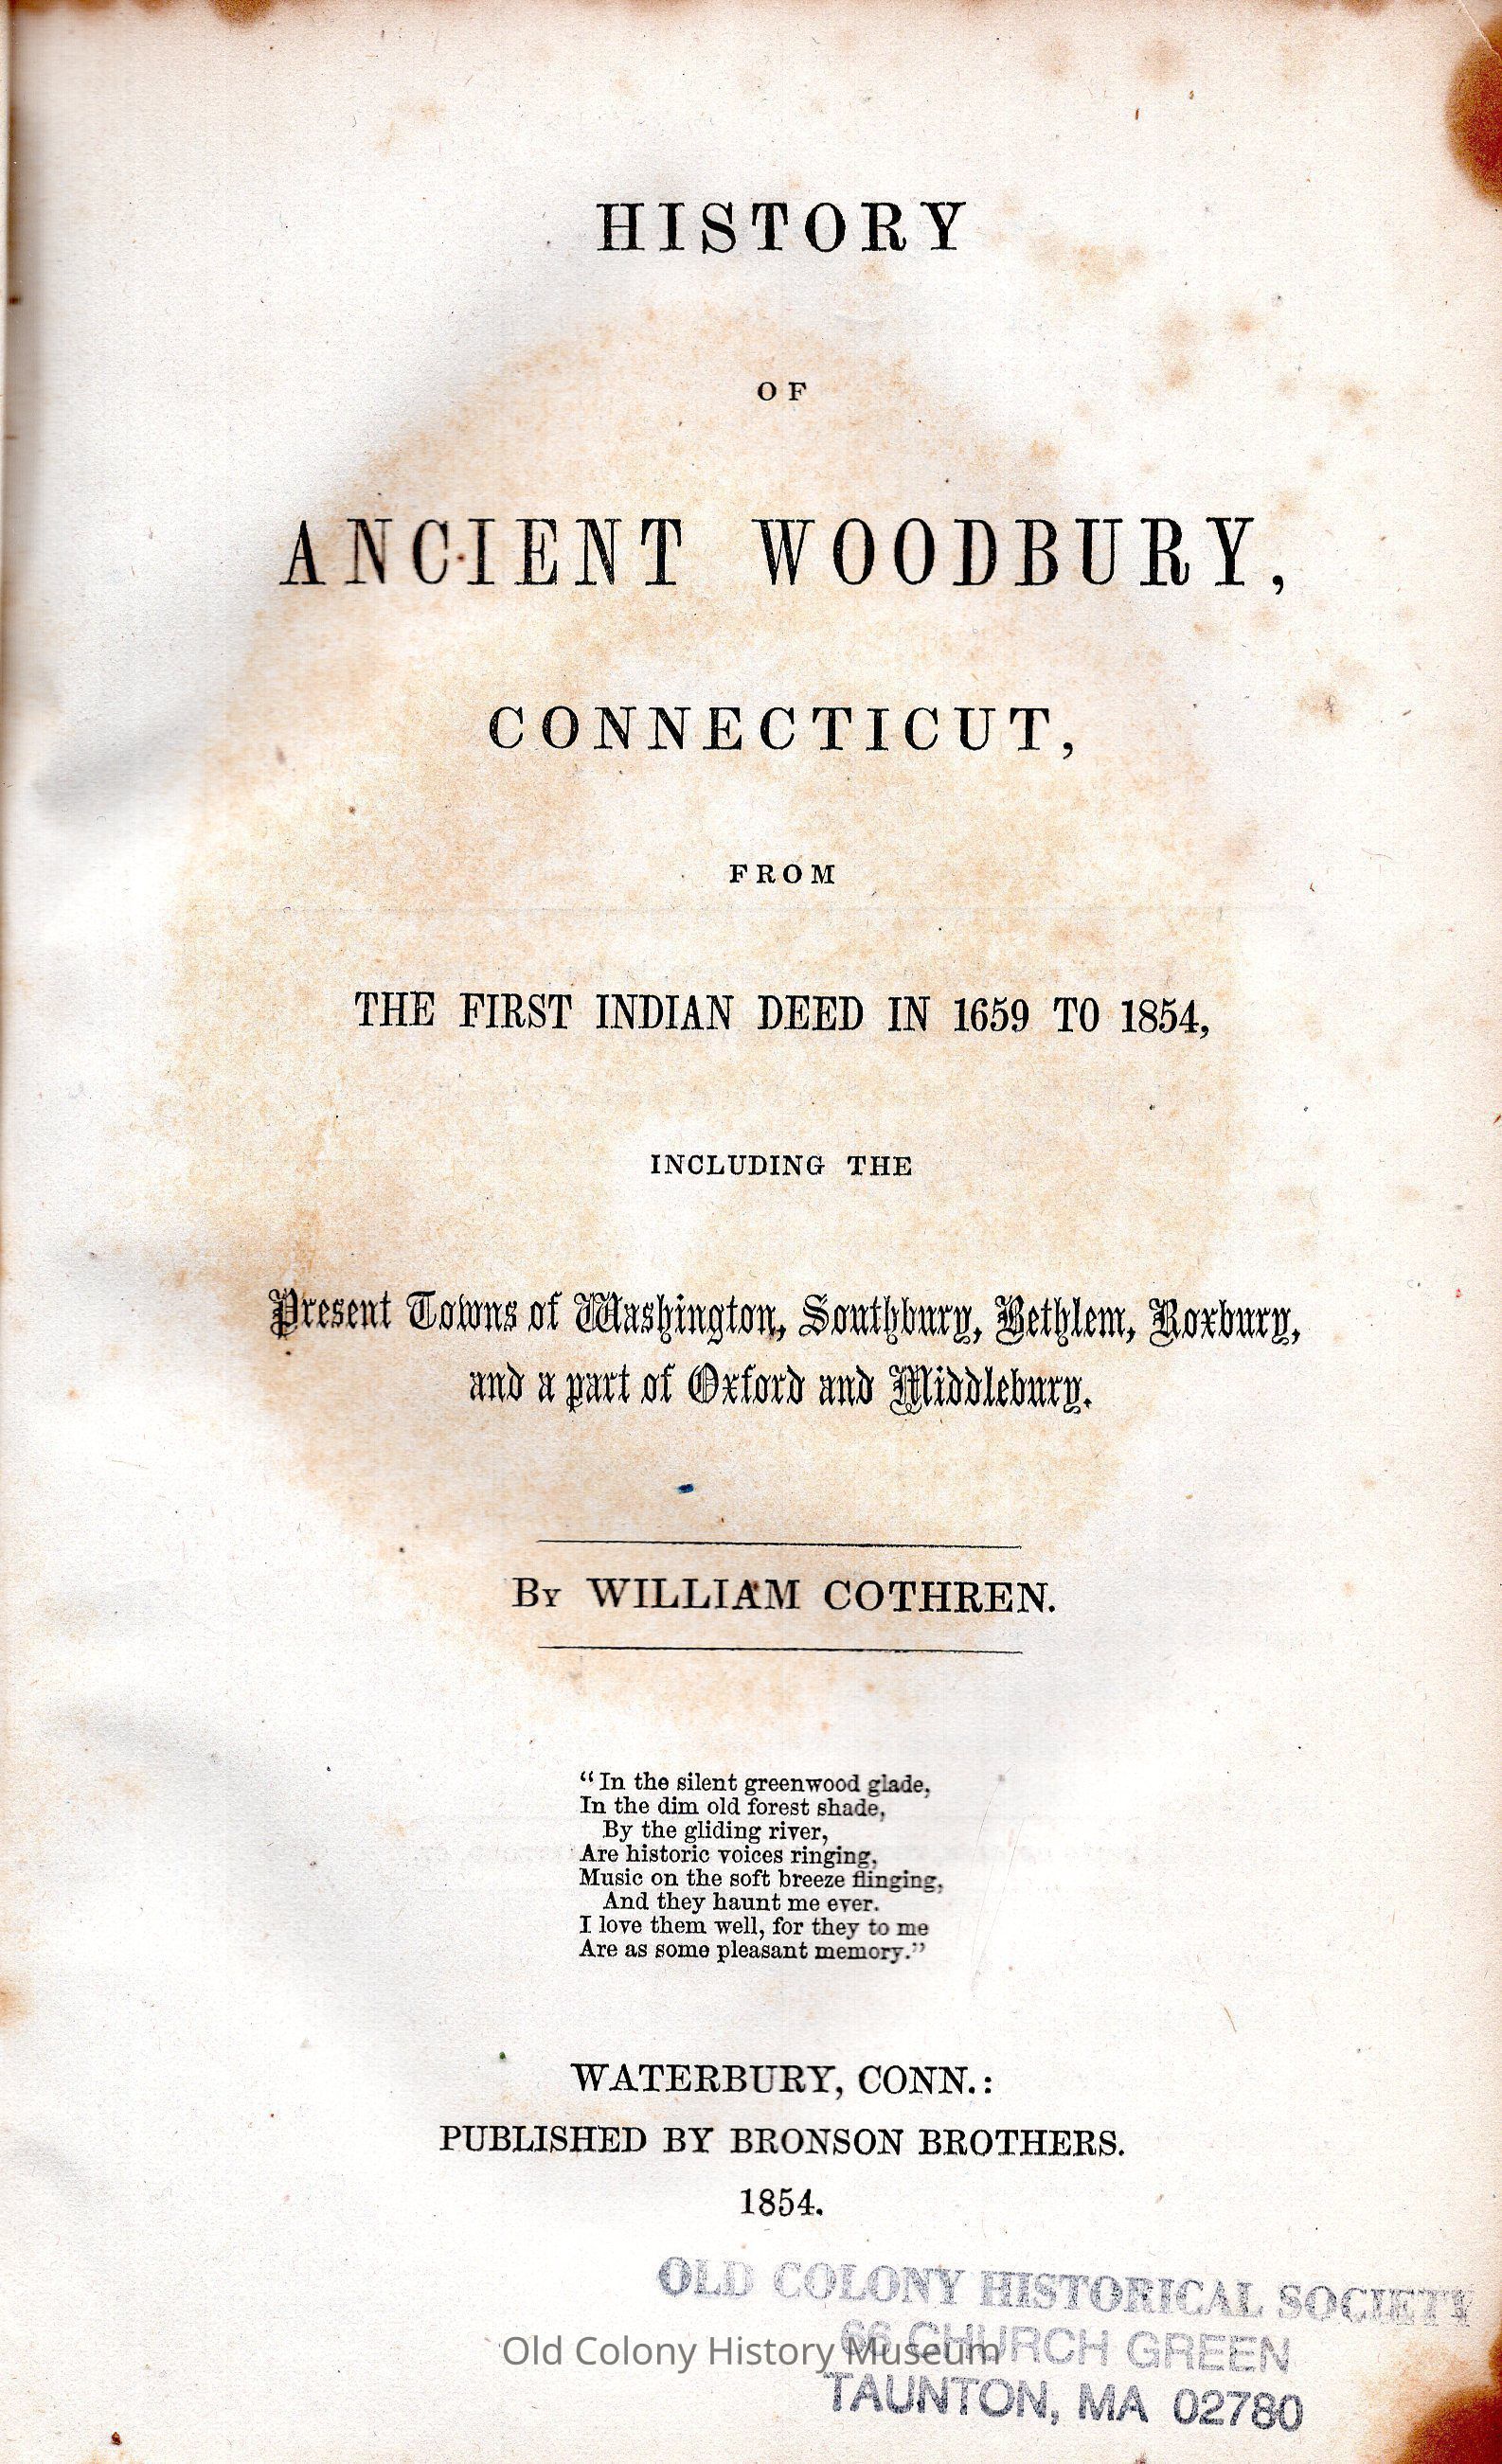 HISTORY
OF
ANCIENT WOODBURY,
CONNECTICUT,
FROM
THE FIRST INDIAN DEED IN 1659 TO 1854,
INCLUDING THE
Present Towns of Washington, Southbury, Bethlem, Roxbury,
and a part of Oxford and Middlebury.
By WILLIAM COTHREN.
“In the silent greenwood glade,
In the dim old forest shade,
By the gliding river,
Are historic voices ringing,
Music on the soft breeze flinging,
And they haunt me ever.
I love them well, for they to me
Are as some pleasant memory.”
WATERBURY, CONN.:
PUBLISHED BY BRONSON BROTHERS.
1854.
OLD COLONY HISTORICAL SOCIETY
66 CHURCH GREEN
Old Colony History Museum
TAUNTON, MA 02780